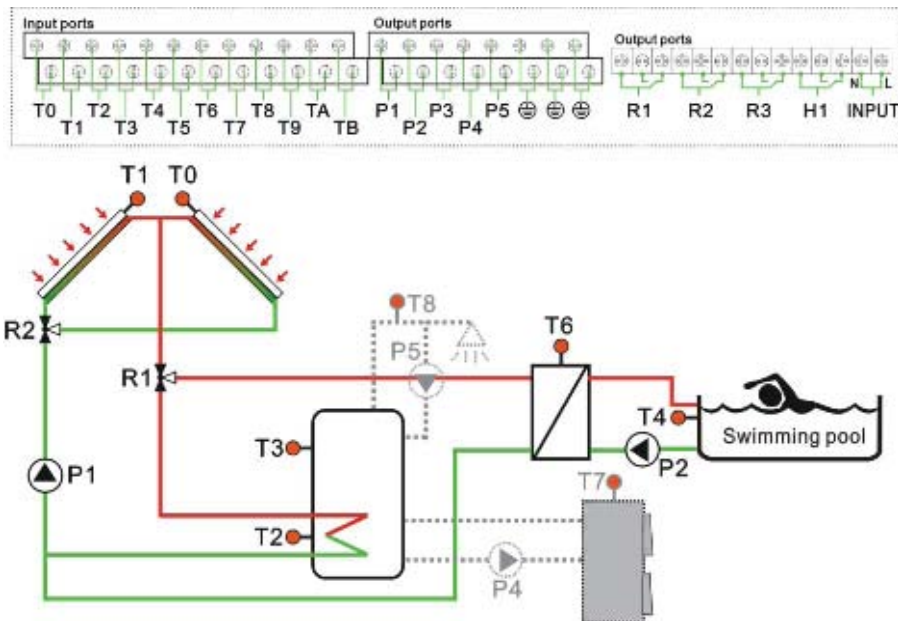 Input ports
Output ports
Output ports
T0 T2 T4 T6 T8 TA
T1 T3 T5 T7 T9 TB
P1 P3 P5
P2 P4
R1 R2 R3 H1 INPUT
N L
T1 T0
T8
R2
P5
T6
R1
T4
Swimming pool
T3
P2
P1
T7
T2
P4